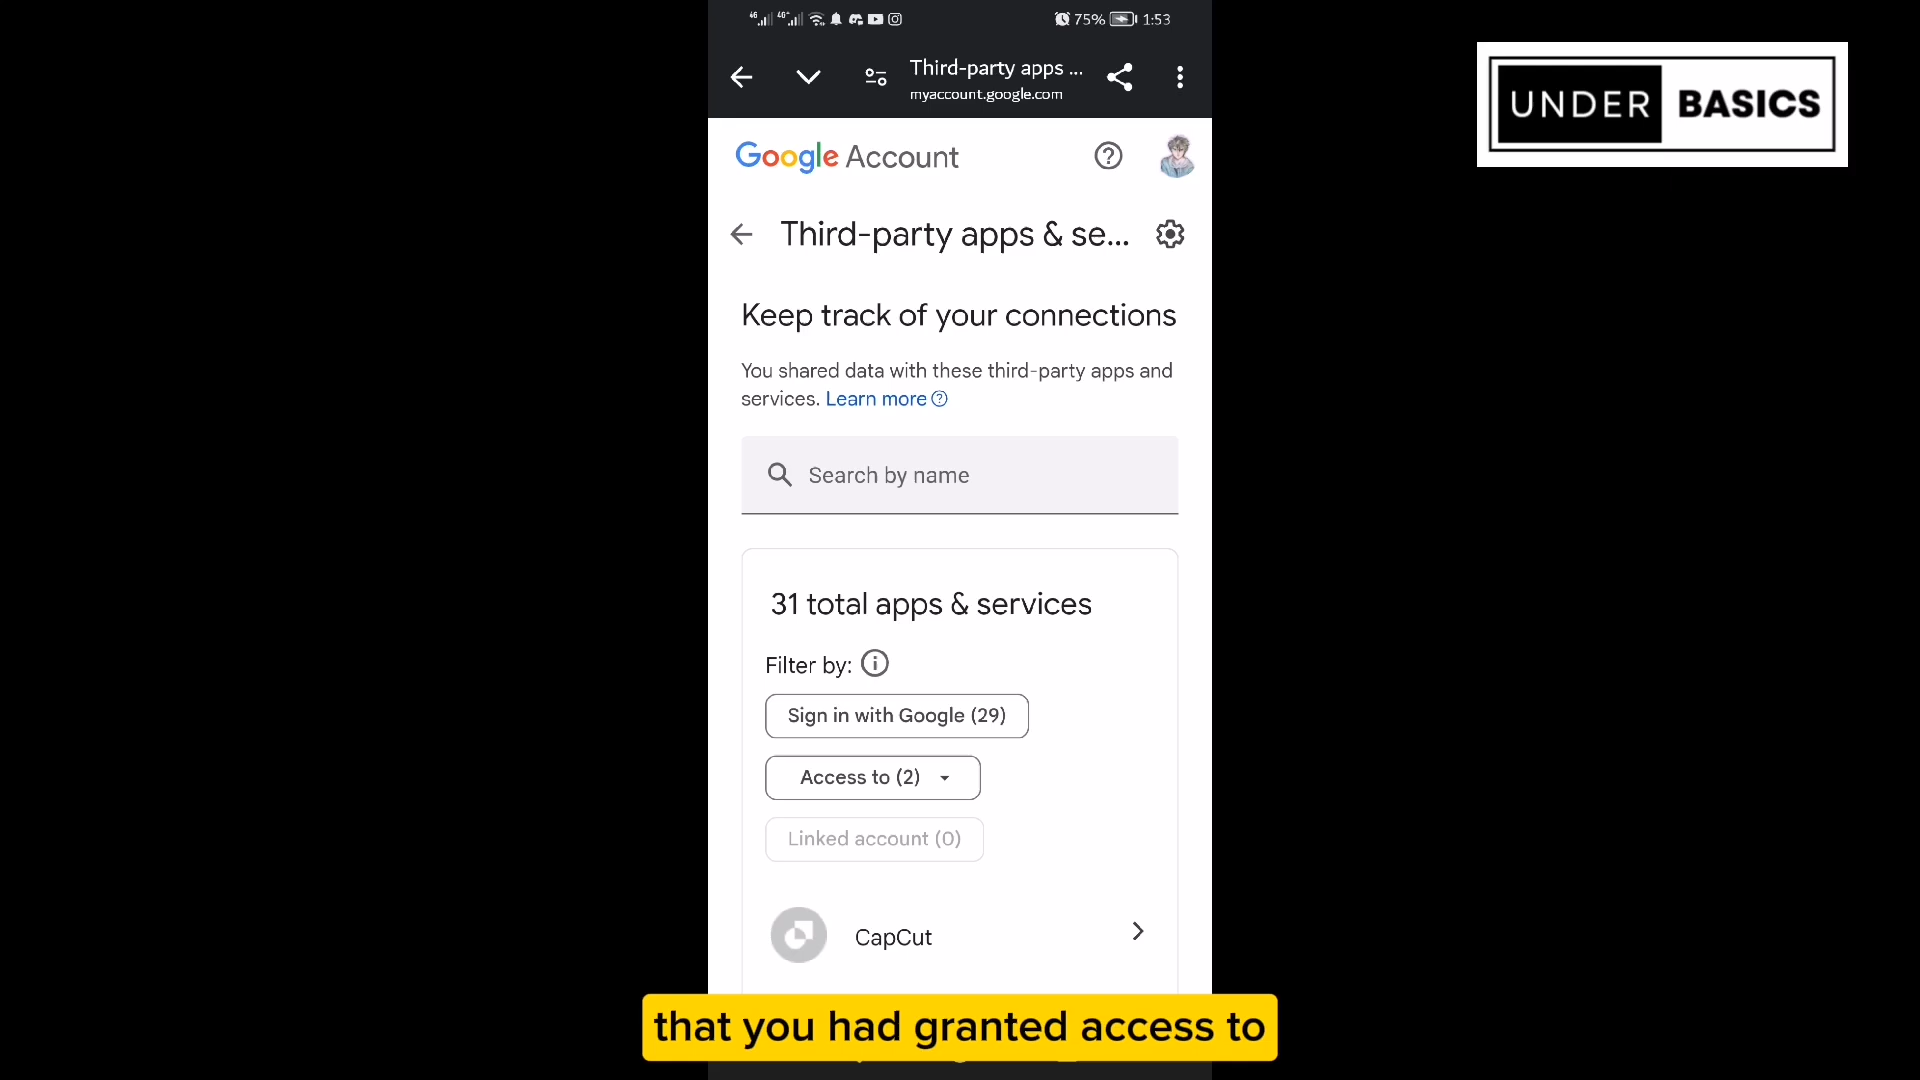 4G 4G+ 75% 1:53
Third-party apps ...
myaccount.google.com
UNDER BASICS
Google Account
Third-party apps & se...
Keep track of your connections
You shared data with these third-party apps and
services. Learn more
Search by name
31 total apps & services
Filter by:
Sign in with Google (29)
Access to (2)
Linked account (0)
CapCut
that you had granted access to